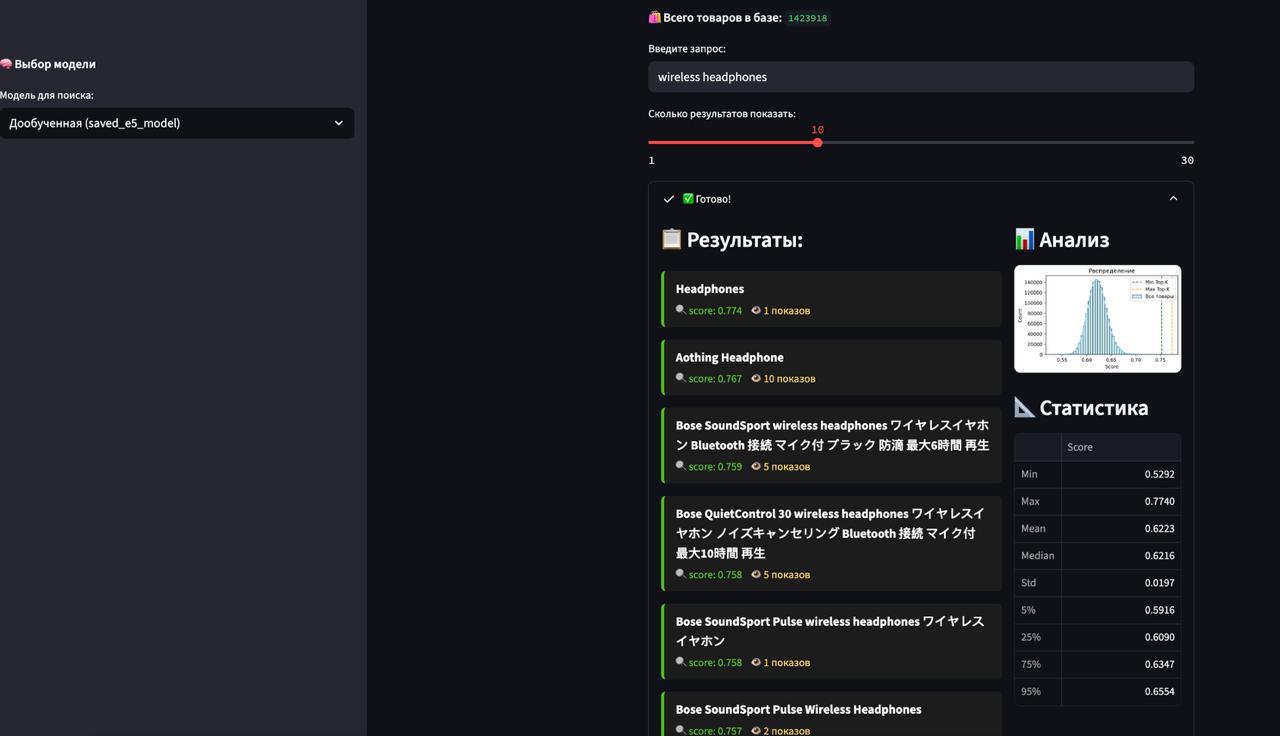 🧠 Выбор модели
Модель для поиска:
Дообученная (saved_e5_model)
🛍️ Всего товаров в базе: 1423918
Введите запрос:
wireless headphones
Сколько результатов показать:
10
1
30
✅ Готово!
📋 Результаты:
Headphones
🔍 score: 0.774 👁 1 показов
Aothing Headphone
🔍 score: 0.767 👁 10 показов
Bose SoundSport wireless headphones ワイヤレスイヤホ
ン Bluetooth 接続 マイク付 ブラック 防滴 最大6時間 再生
🔍 score: 0.759 👁 5 показов
Bose QuietControl 30 wireless headphones ワイヤレスイ
ヤホン ノイズキャンセリング Bluetooth 接続 マイク付
最大10時間 再生
🔍 score: 0.758 👁 5 показов
Bose SoundSport Pulse wireless headphones ワイヤレス
イヤホン
🔍 score: 0.758 👁 1 показов
Bose SoundSport Pulse Wireless Headphones
🔍 score: 0.757 👁 2 показов
📊 Анализ
Распределение
Min Top-K
Max Top-K
Все товары
140000
120000
100000
80000
60000
40000
20000
0
Count
0.55 0.60 0.65 0.70 0.75
Score
📐 Статистика
Score
Min 0.5292
Max 0.7740
Mean 0.6223
Median 0.6216
Std 0.0197
5% 0.5916
25% 0.6090
75% 0.6347
95% 0.6554